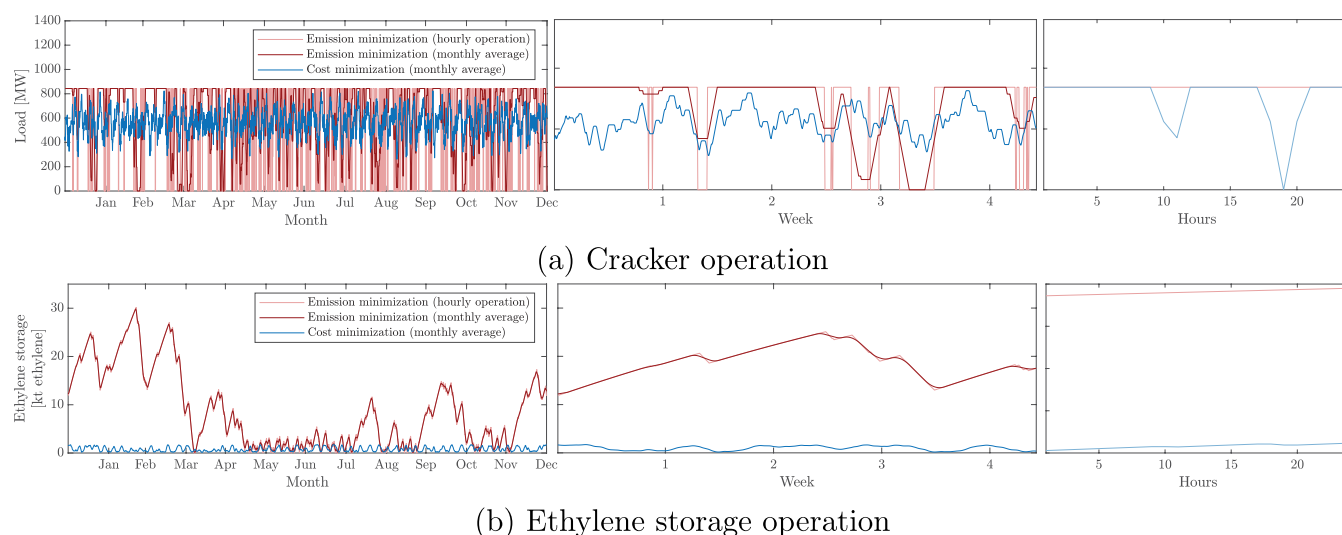 1400
1200
1000
800
600
400
200
0
Load [MW]
Emission minimization (hourly operation)
Emission minimization (monthly average)
Cost minimization (monthly average)
Jan Feb Mar Apr May Jun Jul Aug Sep Oct Nov Dec
Month
1 2 3 4
Week
5 10 15 20
Hours
(a) Cracker operation
30
20
10
0
Ethylene storage
[kt ethylene]
Emission minimization (hourly operation)
Emission minimization (monthly average)
Cost minimization (monthly average)
Jan Feb Mar Apr May Jun Jul Aug Sep Oct Nov Dec
Month
1 2 3 4
Week
5 10 15 20
Hours
(b) Ethylene storage operation